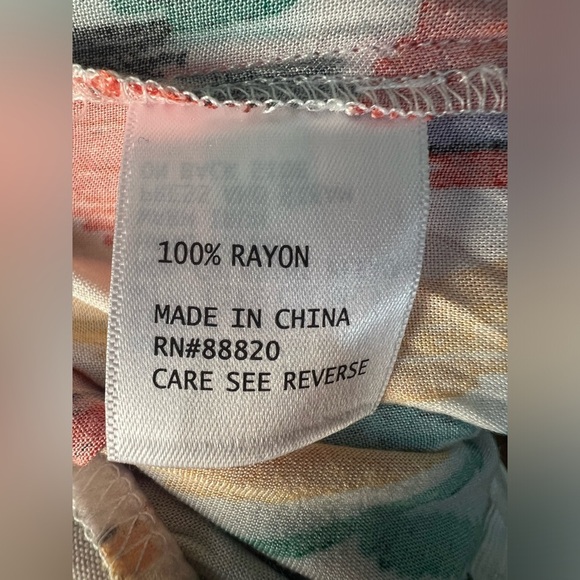 100% RAYON
MADE IN CHINA
RN#88820
CARE SEE REVERSE